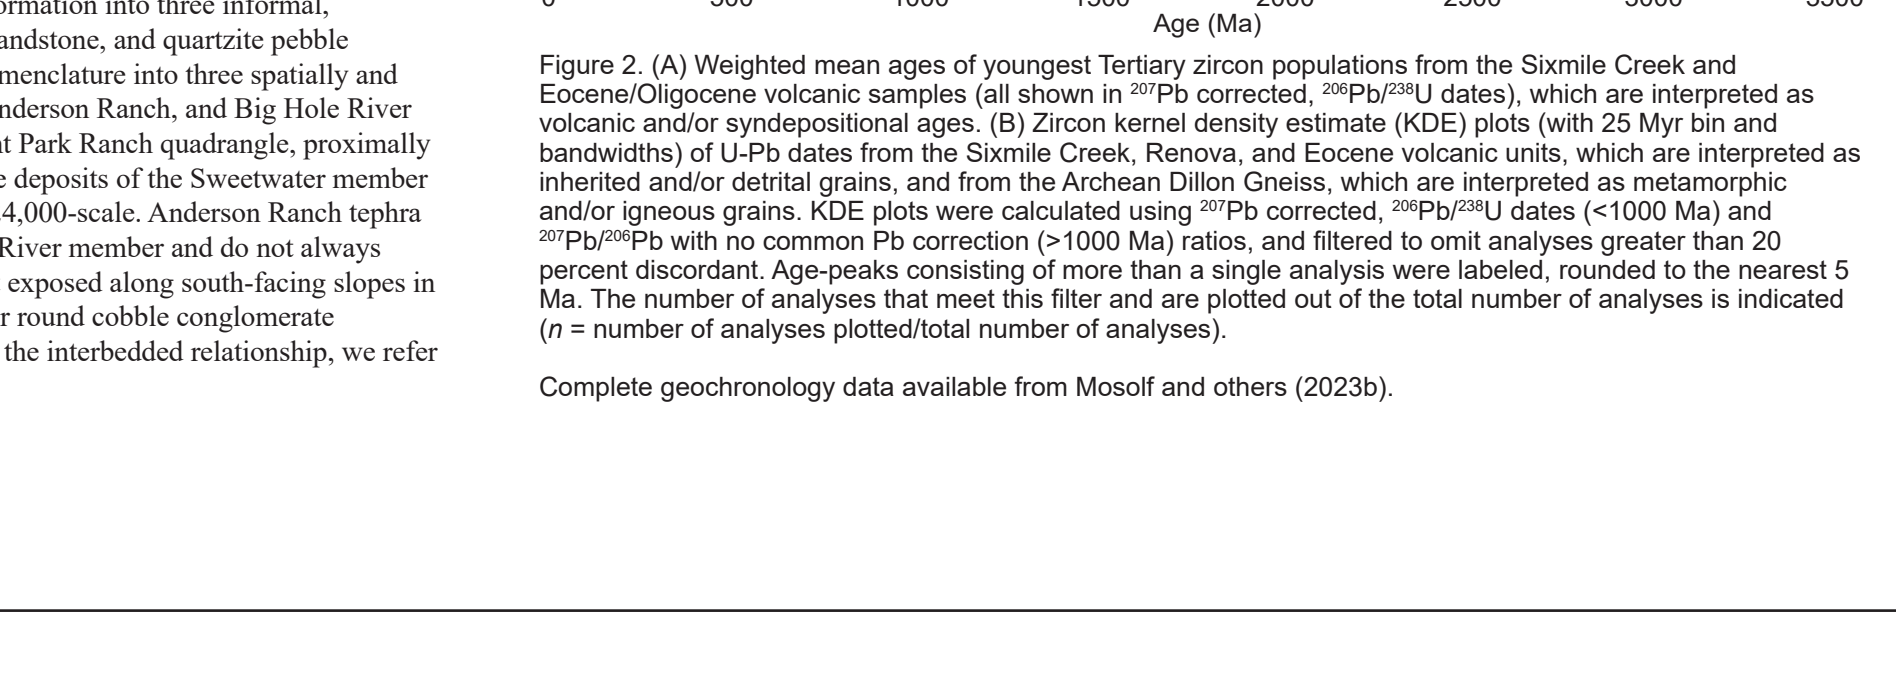 ormation into three informal,
andstone, and quartzite pebble
menclature into three spatially and
nderson Ranch, and Big Hole River
nt Park Ranch quadrangle, proximally
e deposits of the Sweetwater member
4,000-scale. Anderson Ranch tephra
River member and do not always
exposed along south-facing slopes in
r round cobble conglomerate
the interbedded relationship, we refer
0 500 1000 1500 2000 2500 3000 3500
Age (Ma)
Figure 2. (A) Weighted mean ages of youngest Tertiary zircon populations from the Sixmile Creek and
Eocene/Oligocene volcanic samples (all shown in ²⁰⁷Pb corrected, ²⁰⁶Pb/²³⁸U dates), which are interpreted as
volcanic and/or syndepositional ages. (B) Zircon kernel density estimate (KDE) plots (with 25 Myr bin and
bandwidths) of U-Pb dates from the Sixmile Creek, Renova, and Eocene volcanic units, which are interpreted as
inherited and/or detrital grains, and from the Archean Dillon Gneiss, which are interpreted as metamorphic
and/or igneous grains. KDE plots were calculated using ²⁰⁷Pb corrected, ²⁰⁶Pb/²³⁸U dates (<1000 Ma) and
²⁰⁷Pb/²⁰⁶Pb with no common Pb correction (>1000 Ma) ratios, and filtered to omit analyses greater than 20
percent discordant. Age-peaks consisting of more than a single analysis were labeled, rounded to the nearest 5
Ma. The number of analyses that meet this filter and are plotted out of the total number of analyses is indicated
(n = number of analyses plotted/total number of analyses).
Complete geochronology data available from Mosolf and others (2023b).